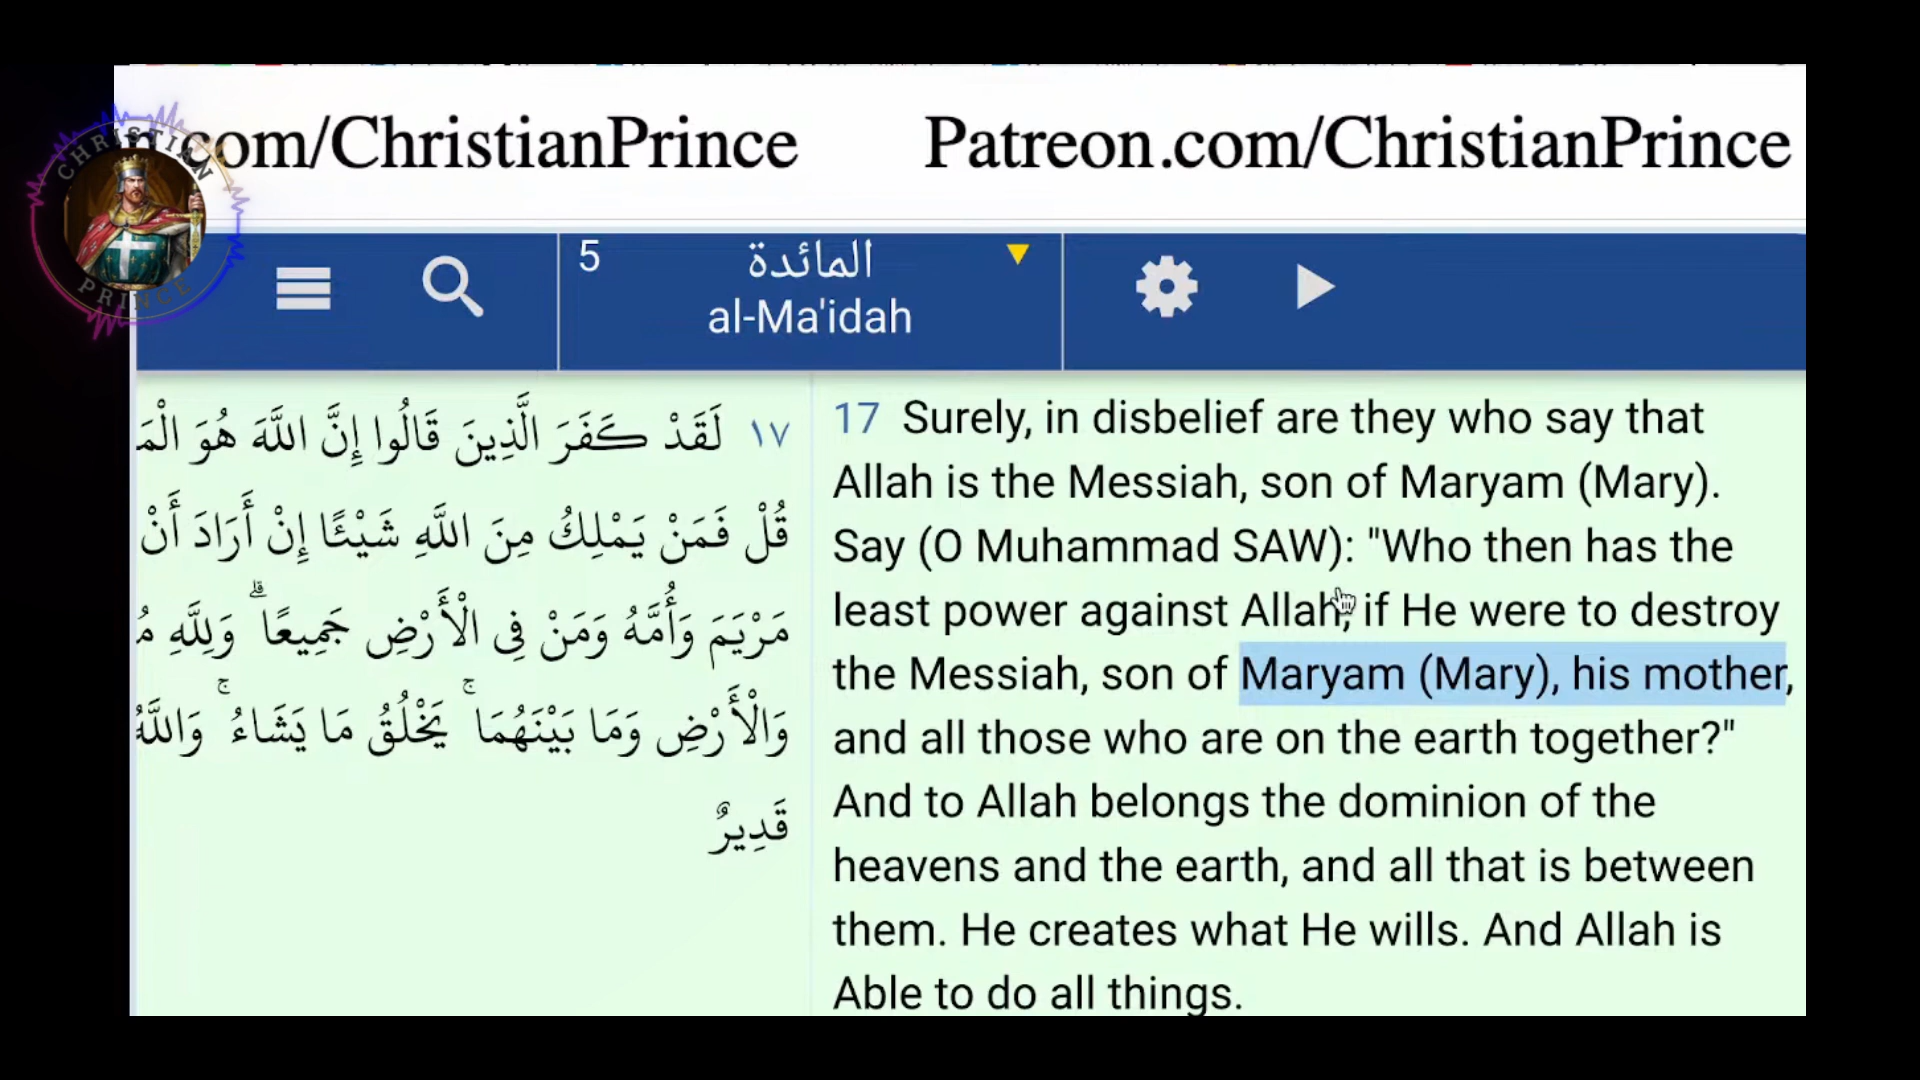 CHRISTIAN
PRINCE
.com/ChristianPrince Patreon.com/ChristianPrince
5 المائدة
al-Ma'idah
١٧ لَقَدْ كَفَرَ الَّذِينَ قَالُوا إِنَّ اللَّهَ هُوَ الْمَ
قُلْ فَمَنْ يَمْلِكُ مِنَ اللَّهِ شَيْئًا إِنْ أَرَادَ أَنْ
مَرْيَمَ وَأُمَّهُ وَمَنْ فِى الْأَرْضِ جَمِيعًا ۗ وَلِلَّهِ مُ
وَالْأَرْضِ وَمَا بَيْنَهُمَا ۚ يَخْلُقُ مَا يَشَاءُ ۚ وَاللَّهُ
قَدِيرٌ
17 Surely, in disbelief are they who say that
Allah is the Messiah, son of Maryam (Mary).
Say (O Muhammad SAW): "Who then has the
least power against Allah, if He were to destroy
the Messiah, son of Maryam (Mary), his mother,
and all those who are on the earth together?"
And to Allah belongs the dominion of the
heavens and the earth, and all that is between
them. He creates what He wills. And Allah is
Able to do all things.